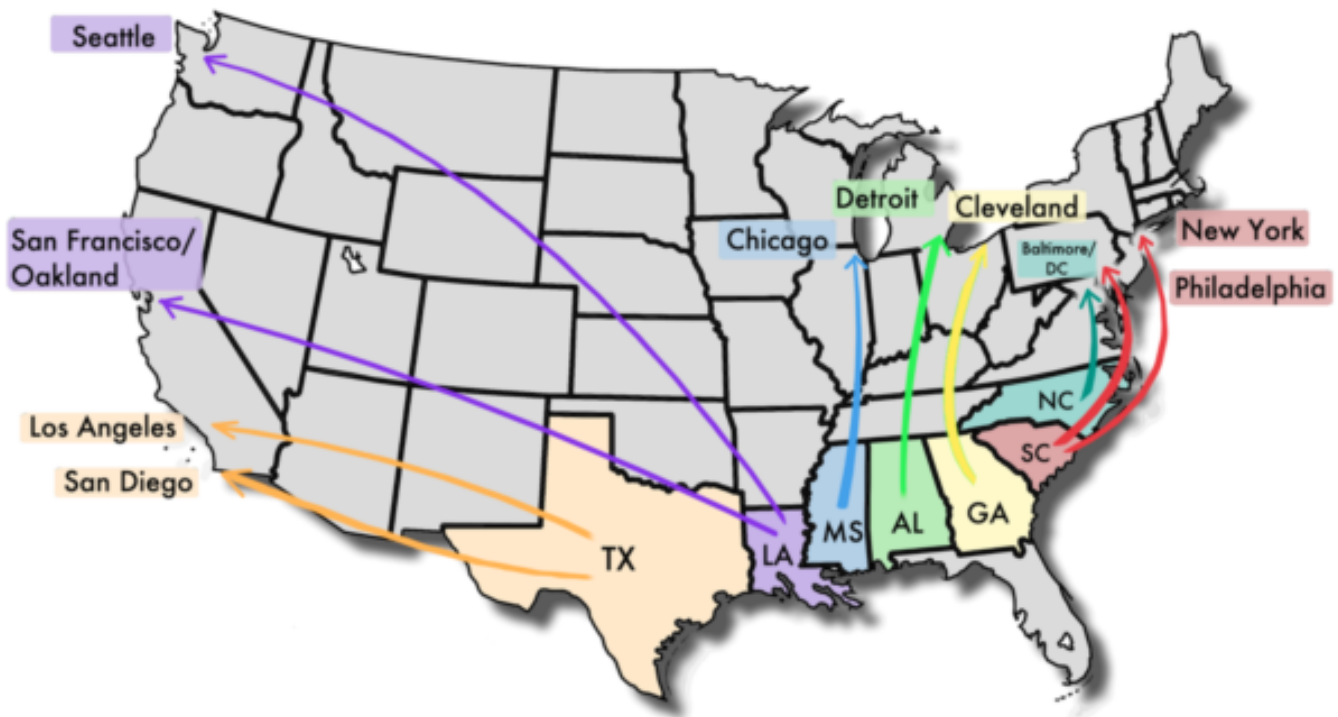 Seattle
Detroit
Cleveland
San Francisco/
Oakland
Chicago
New York
Baltimore/
DC
Philadelphia
Los Angeles
San Diego
NC
SC
TX
LA
MS
AL
GA